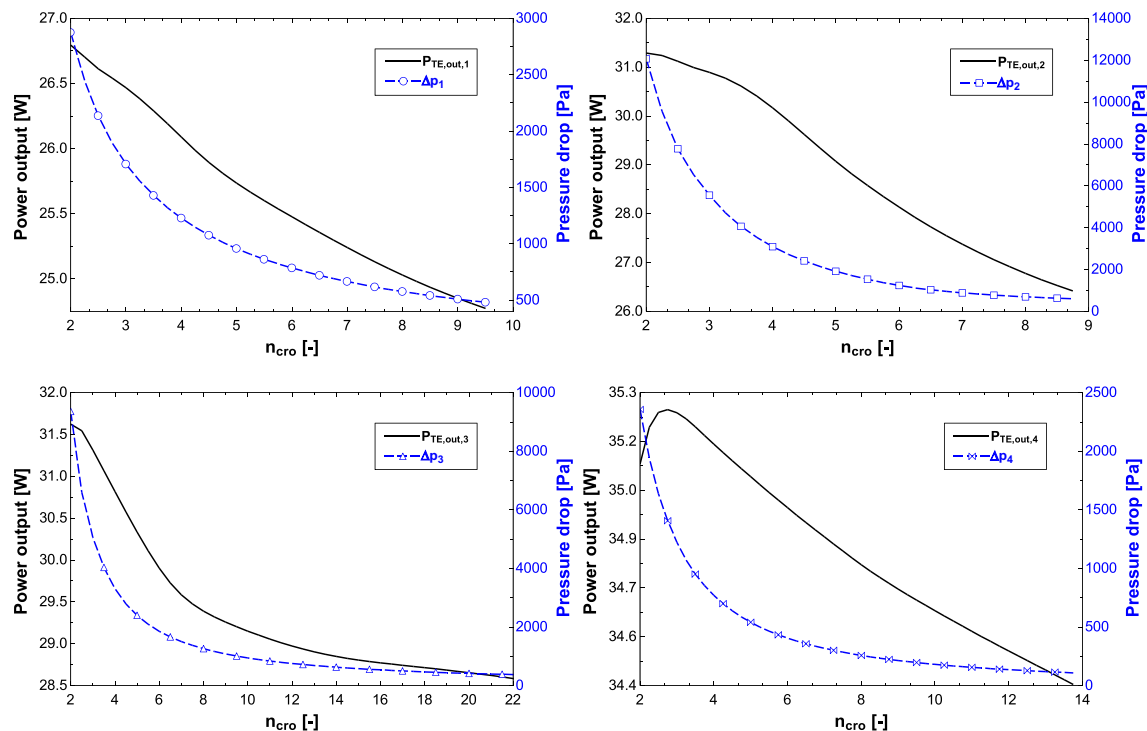 27.0
26.5
26.0
25.5
25.0
Power output [W]
2 3 4 5 6 7 8 9 10
n_cro [-]
3000
2500
2000
1500
1000
500
Pressure drop [Pa]
P_TE,out,1
Δp_1
32.0
31.0
30.0
29.0
28.0
27.0
26.0
Power output [W]
2 3 4 5 6 7 8 9
n_cro [-]
14000
12000
10000
8000
6000
4000
2000
0
Pressure drop [Pa]
P_TE,out,2
Δp_2
32.0
31.5
31.0
30.5
30.0
29.5
29.0
28.5
Power output [W]
2 4 6 8 10 12 14 16 18 20 22
n_cro [-]
10000
8000
6000
4000
2000
0
Pressure drop [Pa]
P_TE,out,3
Δp_3
35.3
35.2
35.0
34.9
34.7
34.6
34.4
Power output [W]
2 4 6 8 10 12 14
n_cro [-]
2500
2000
1500
1000
500
0
Pressure drop [Pa]
P_TE,out,4
Δp_4